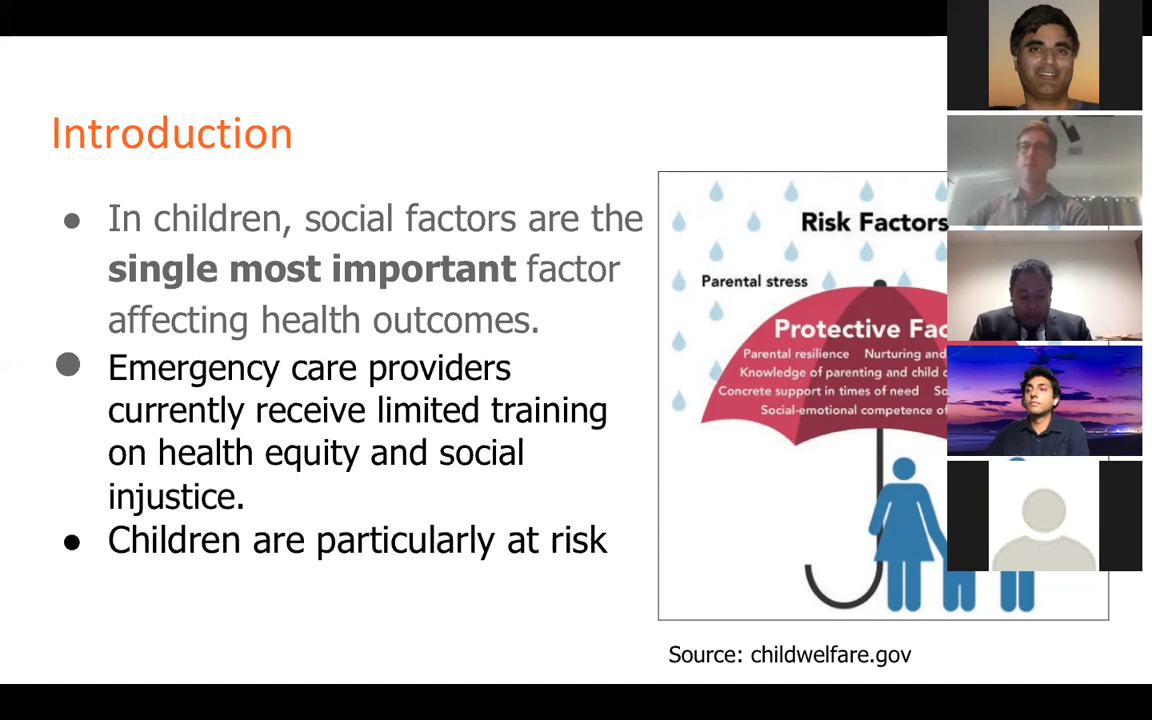 Introduction
● In children, social factors are the
single most important factor
affecting health outcomes.
● Emergency care providers
currently receive limited training
on health equity and social
injustice.
● Children are particularly at risk
Risk Factors
Parental stress
Protective Fac
Parental resilience Nurturing and
Knowledge of parenting and child
Concrete support in times of need
Social-emotional competence of
Source: childwelfare.gov